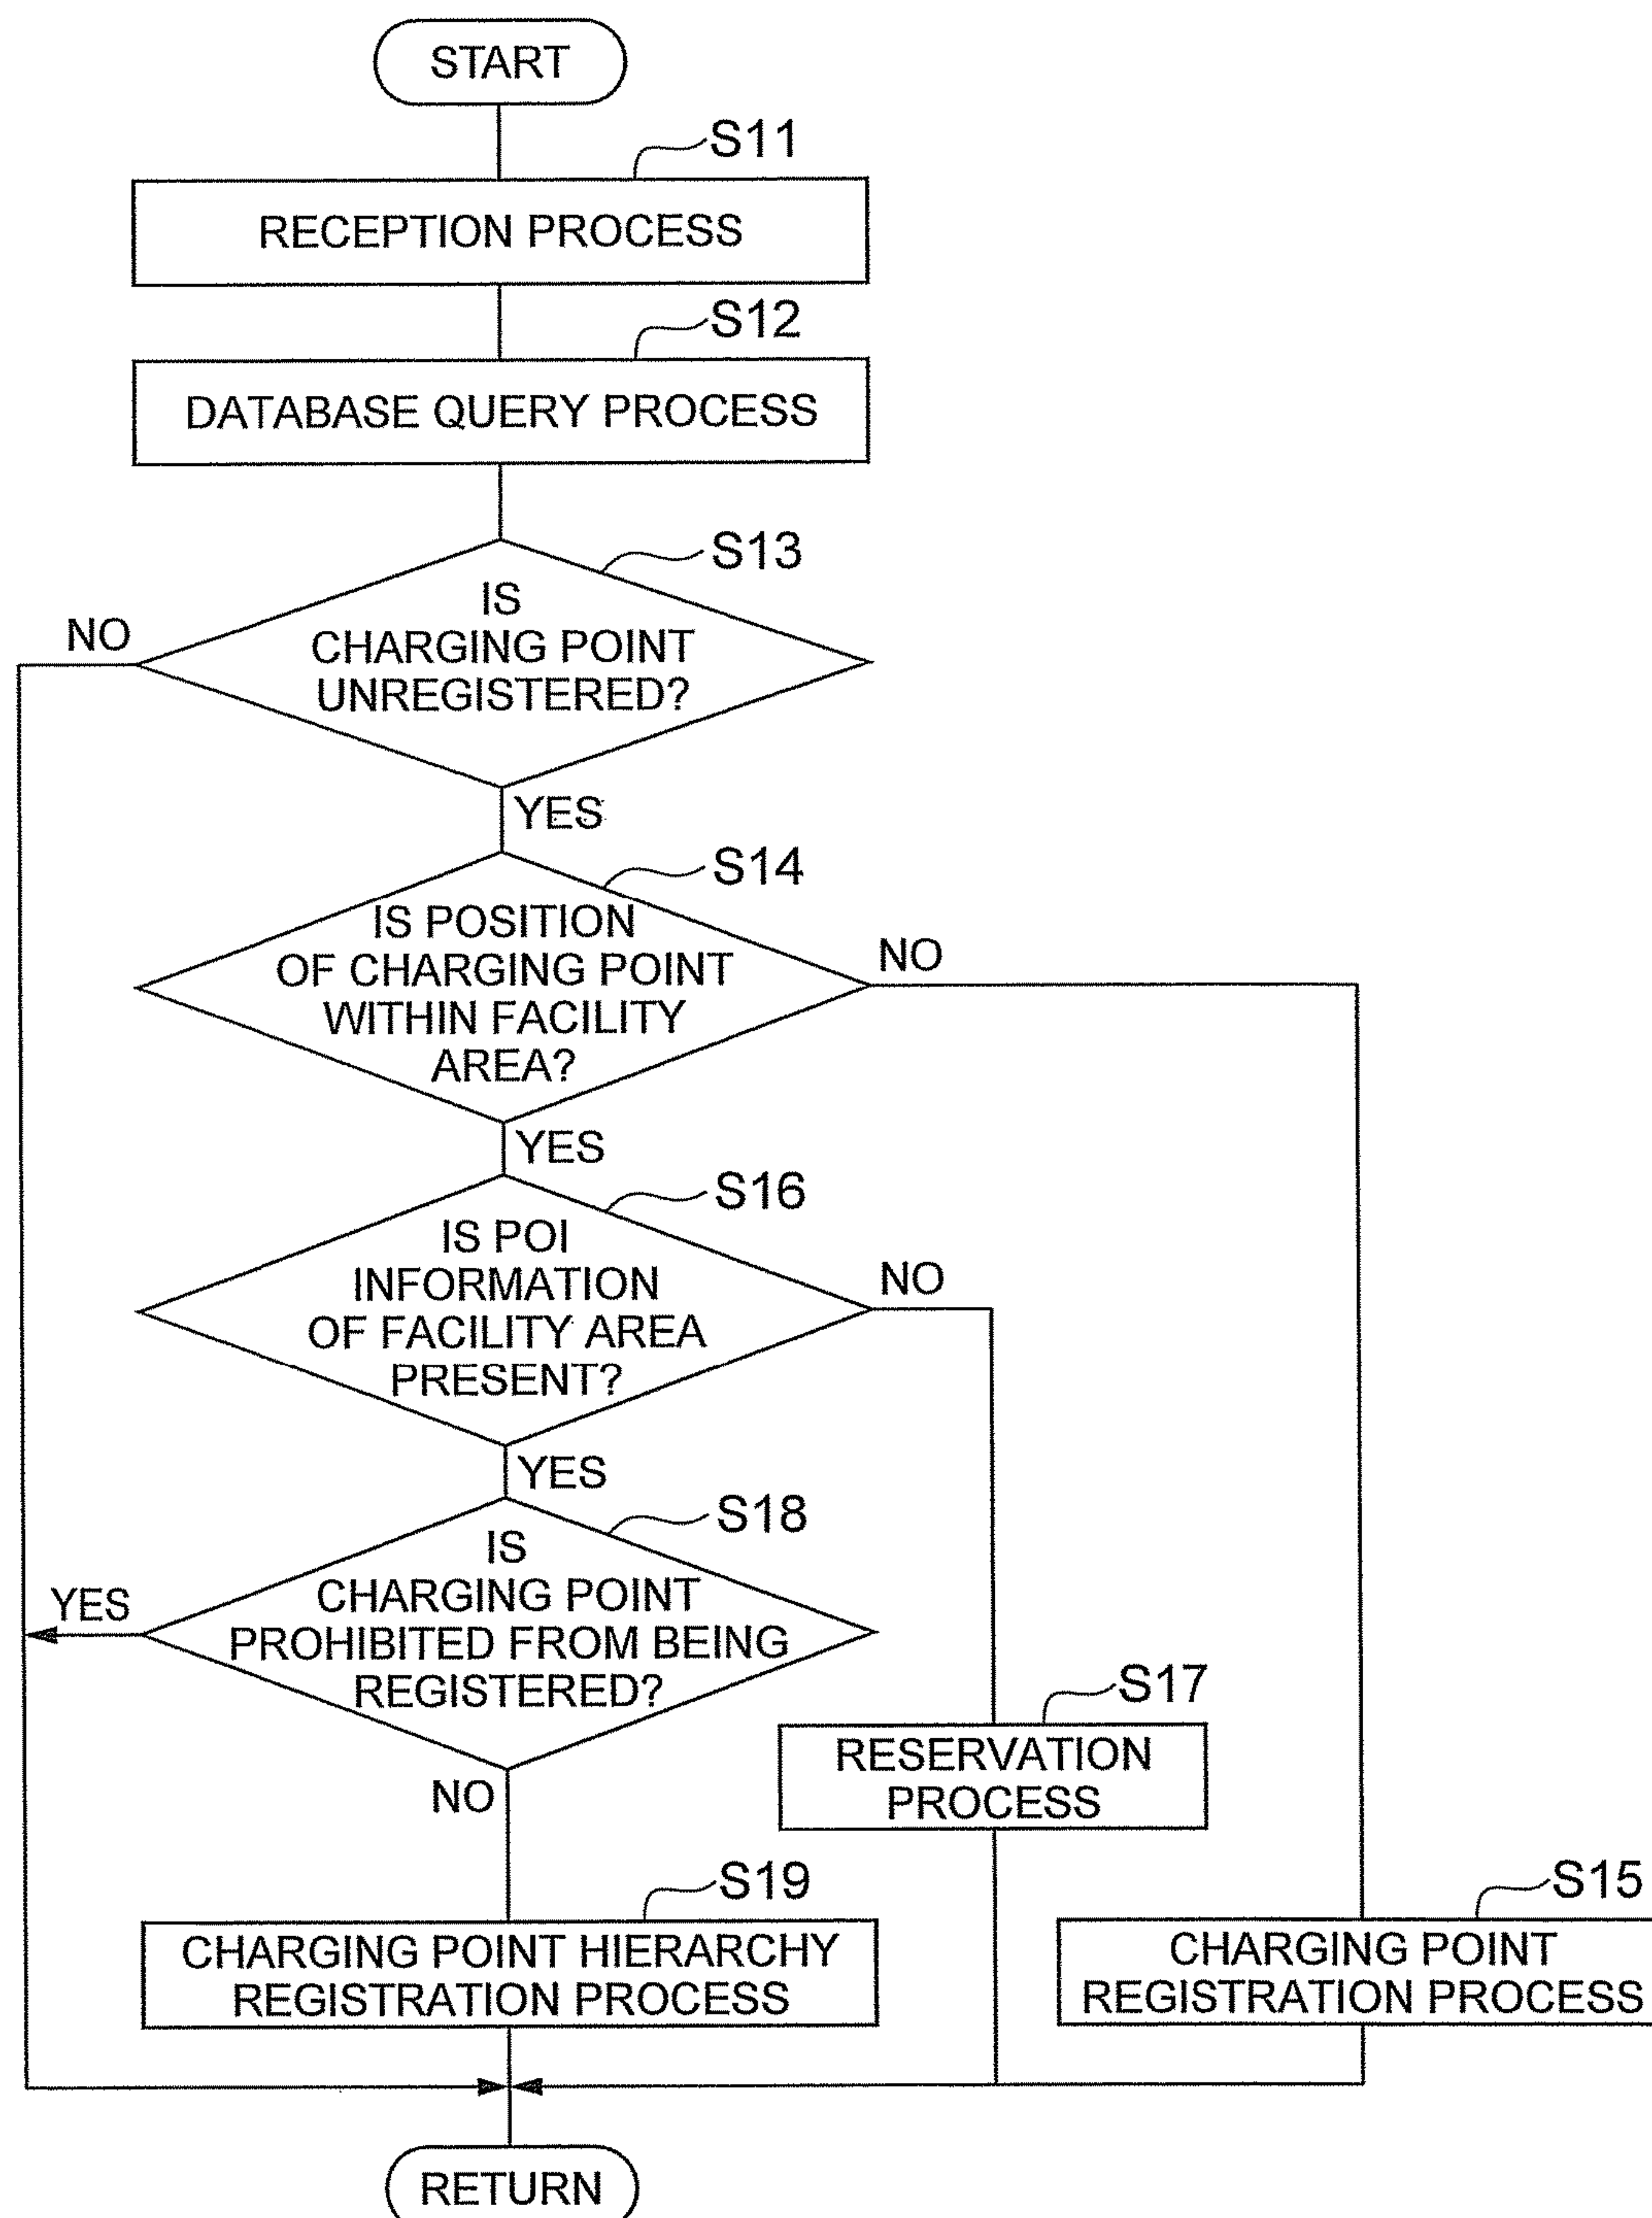 START
S11
RECEPTION PROCESS
S12
DATABASE QUERY PROCESS
S13
IS
CHARGING POINT
UNREGISTERED?
NO
YES
S14
IS POSITION
OF CHARGING POINT
WITHIN FACILITY
AREA?
NO
YES
S16
IS POI
INFORMATION
OF FACILITY AREA
PRESENT?
NO
YES
S18
IS
CHARGING POINT
PROHIBITED FROM BEING
REGISTERED?
YES
NO
S17
RESERVATION
PROCESS
S19
CHARGING POINT HIERARCHY
REGISTRATION PROCESS
S15
CHARGING POINT
REGISTRATION PROCESS
RETURN